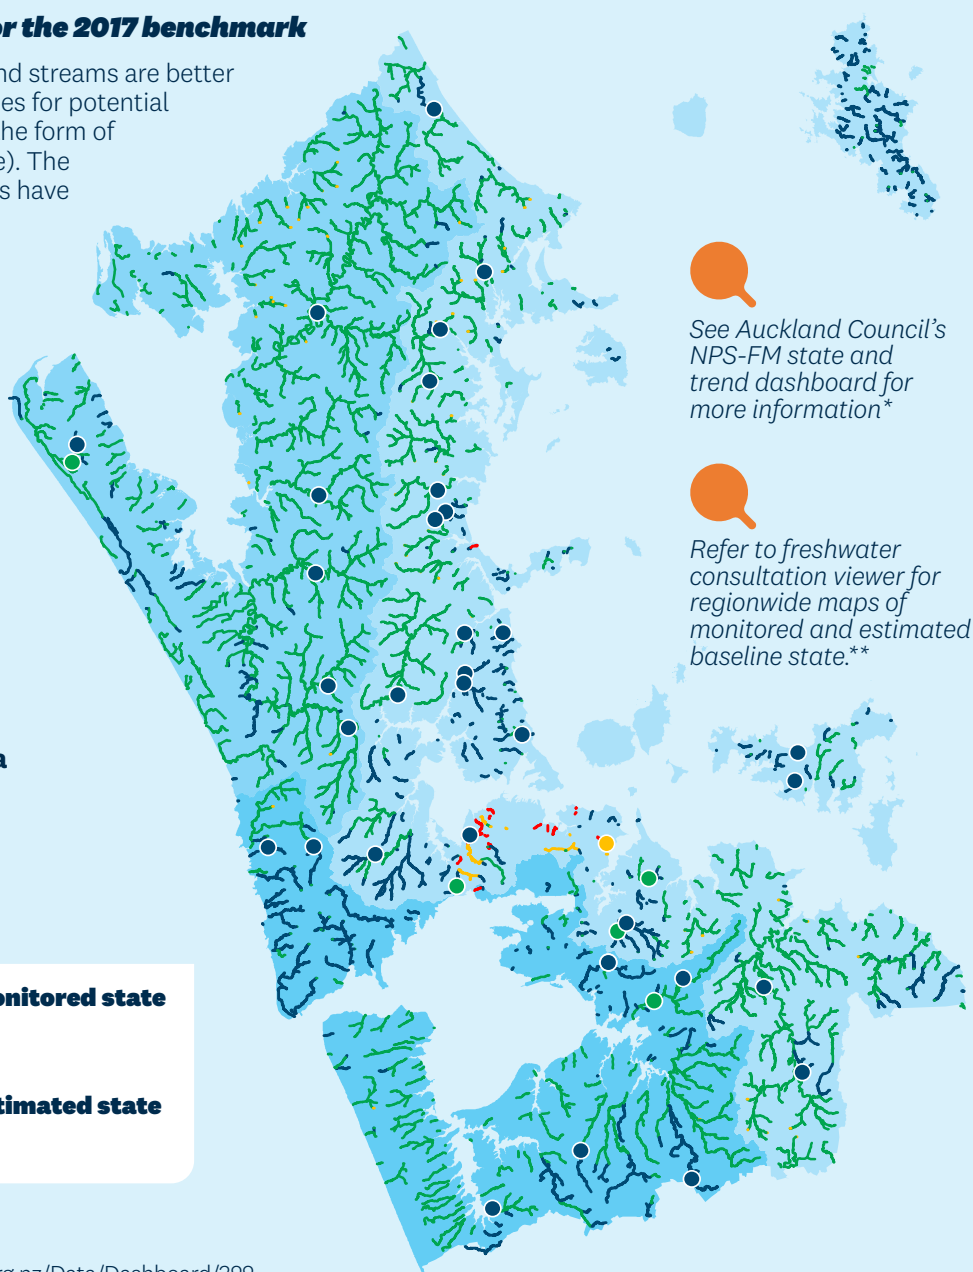 r the 2017 benchmark
nd streams are better
es for potential
he form of
e). The
s have
See Auckland Council's
NPS-FM state and
trend dashboard for
more information*
Refer to freshwater
consultation viewer for
regionwide maps of
monitored and estimated
baseline state.**
a
onitored state
timated state